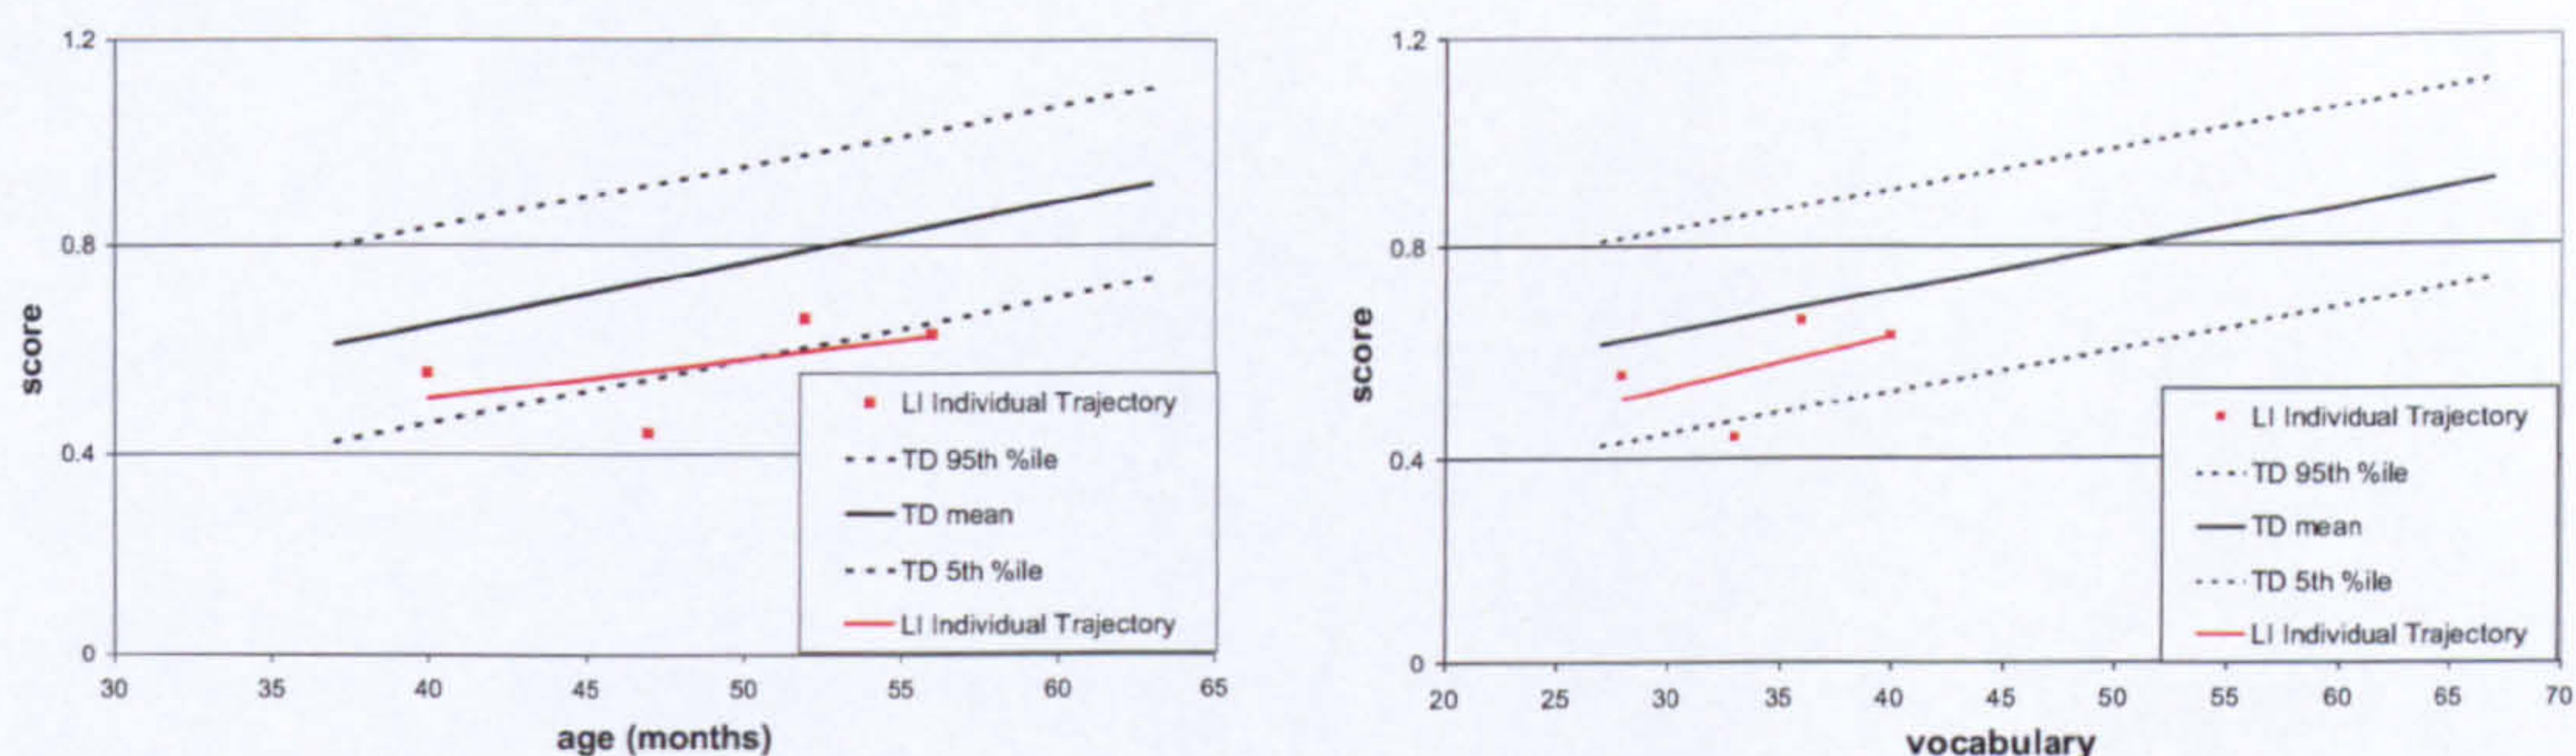 1.2
0.8
0.4
0
score
30 35 40 45 50 55 60 65
age (months)
LI Individual Trajectory
TD 95th %ile
TD mean
TD 5th %ile
LI Individual Trajectory
1.2
0.8
0.4
0
score
20 25 30 35 40 45 50 55 60 65 70
vocabulary
LI Individual Trajectory
TD 95th %ile
TD mean
TD 5th %ile
LI Individual Trajectory